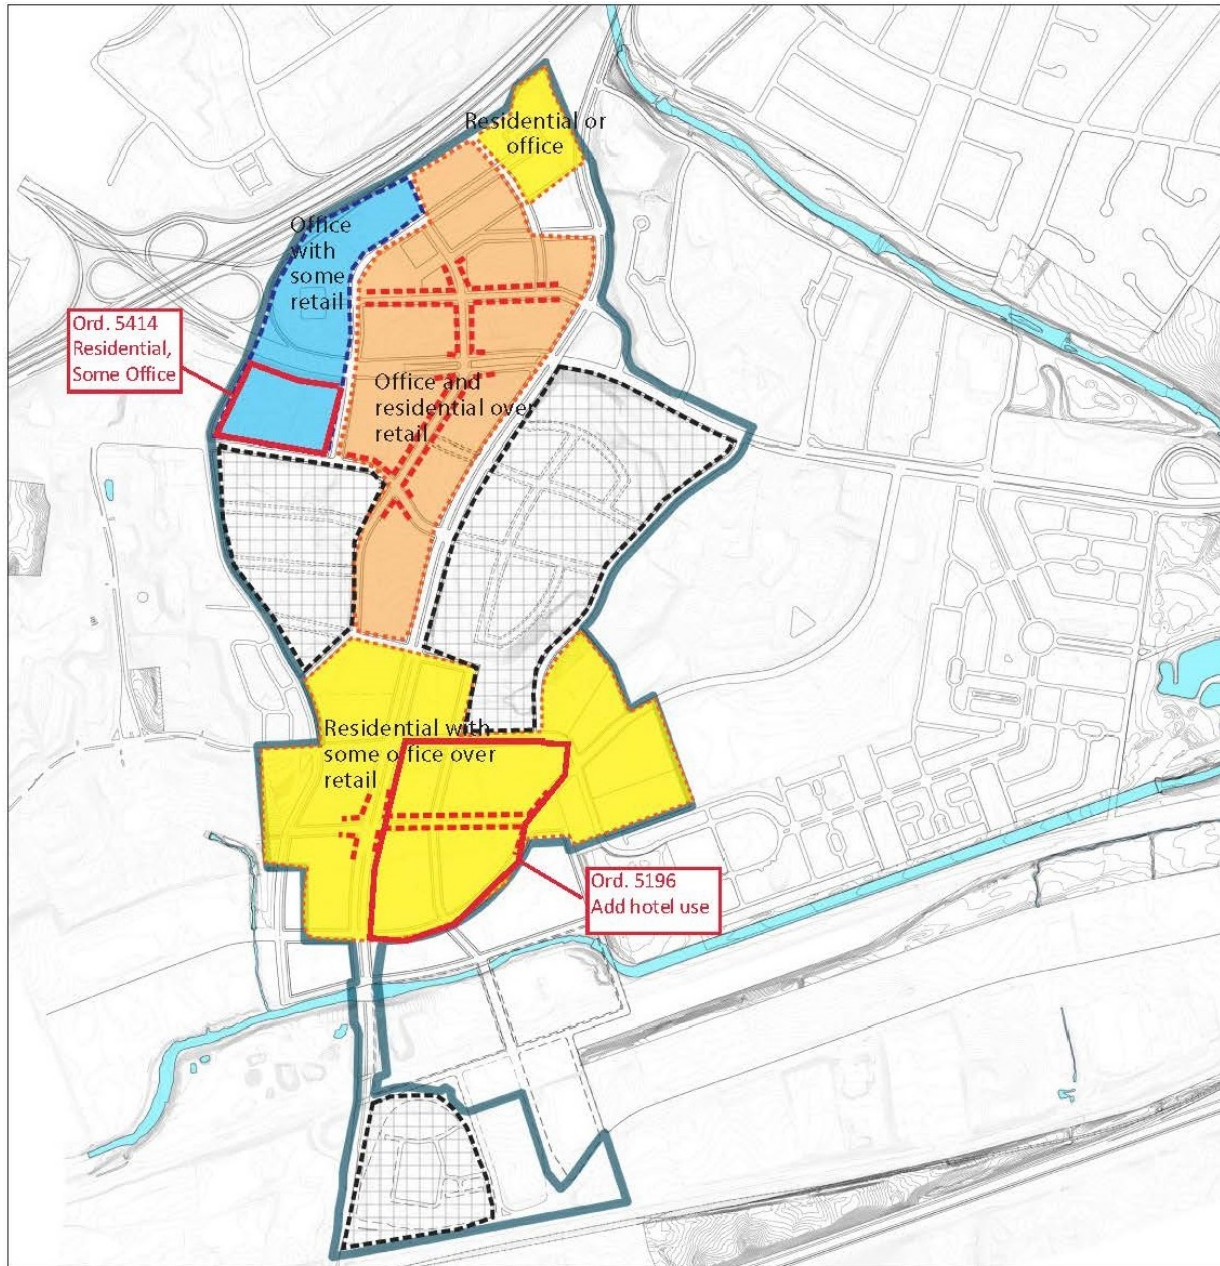 Residential or
office
Office
with
some
retail
Ord. 5414
Residential,
Some Office
Office and
residential over
retail
Residential with
some office over
retail
Ord. 5196
Add hotel use